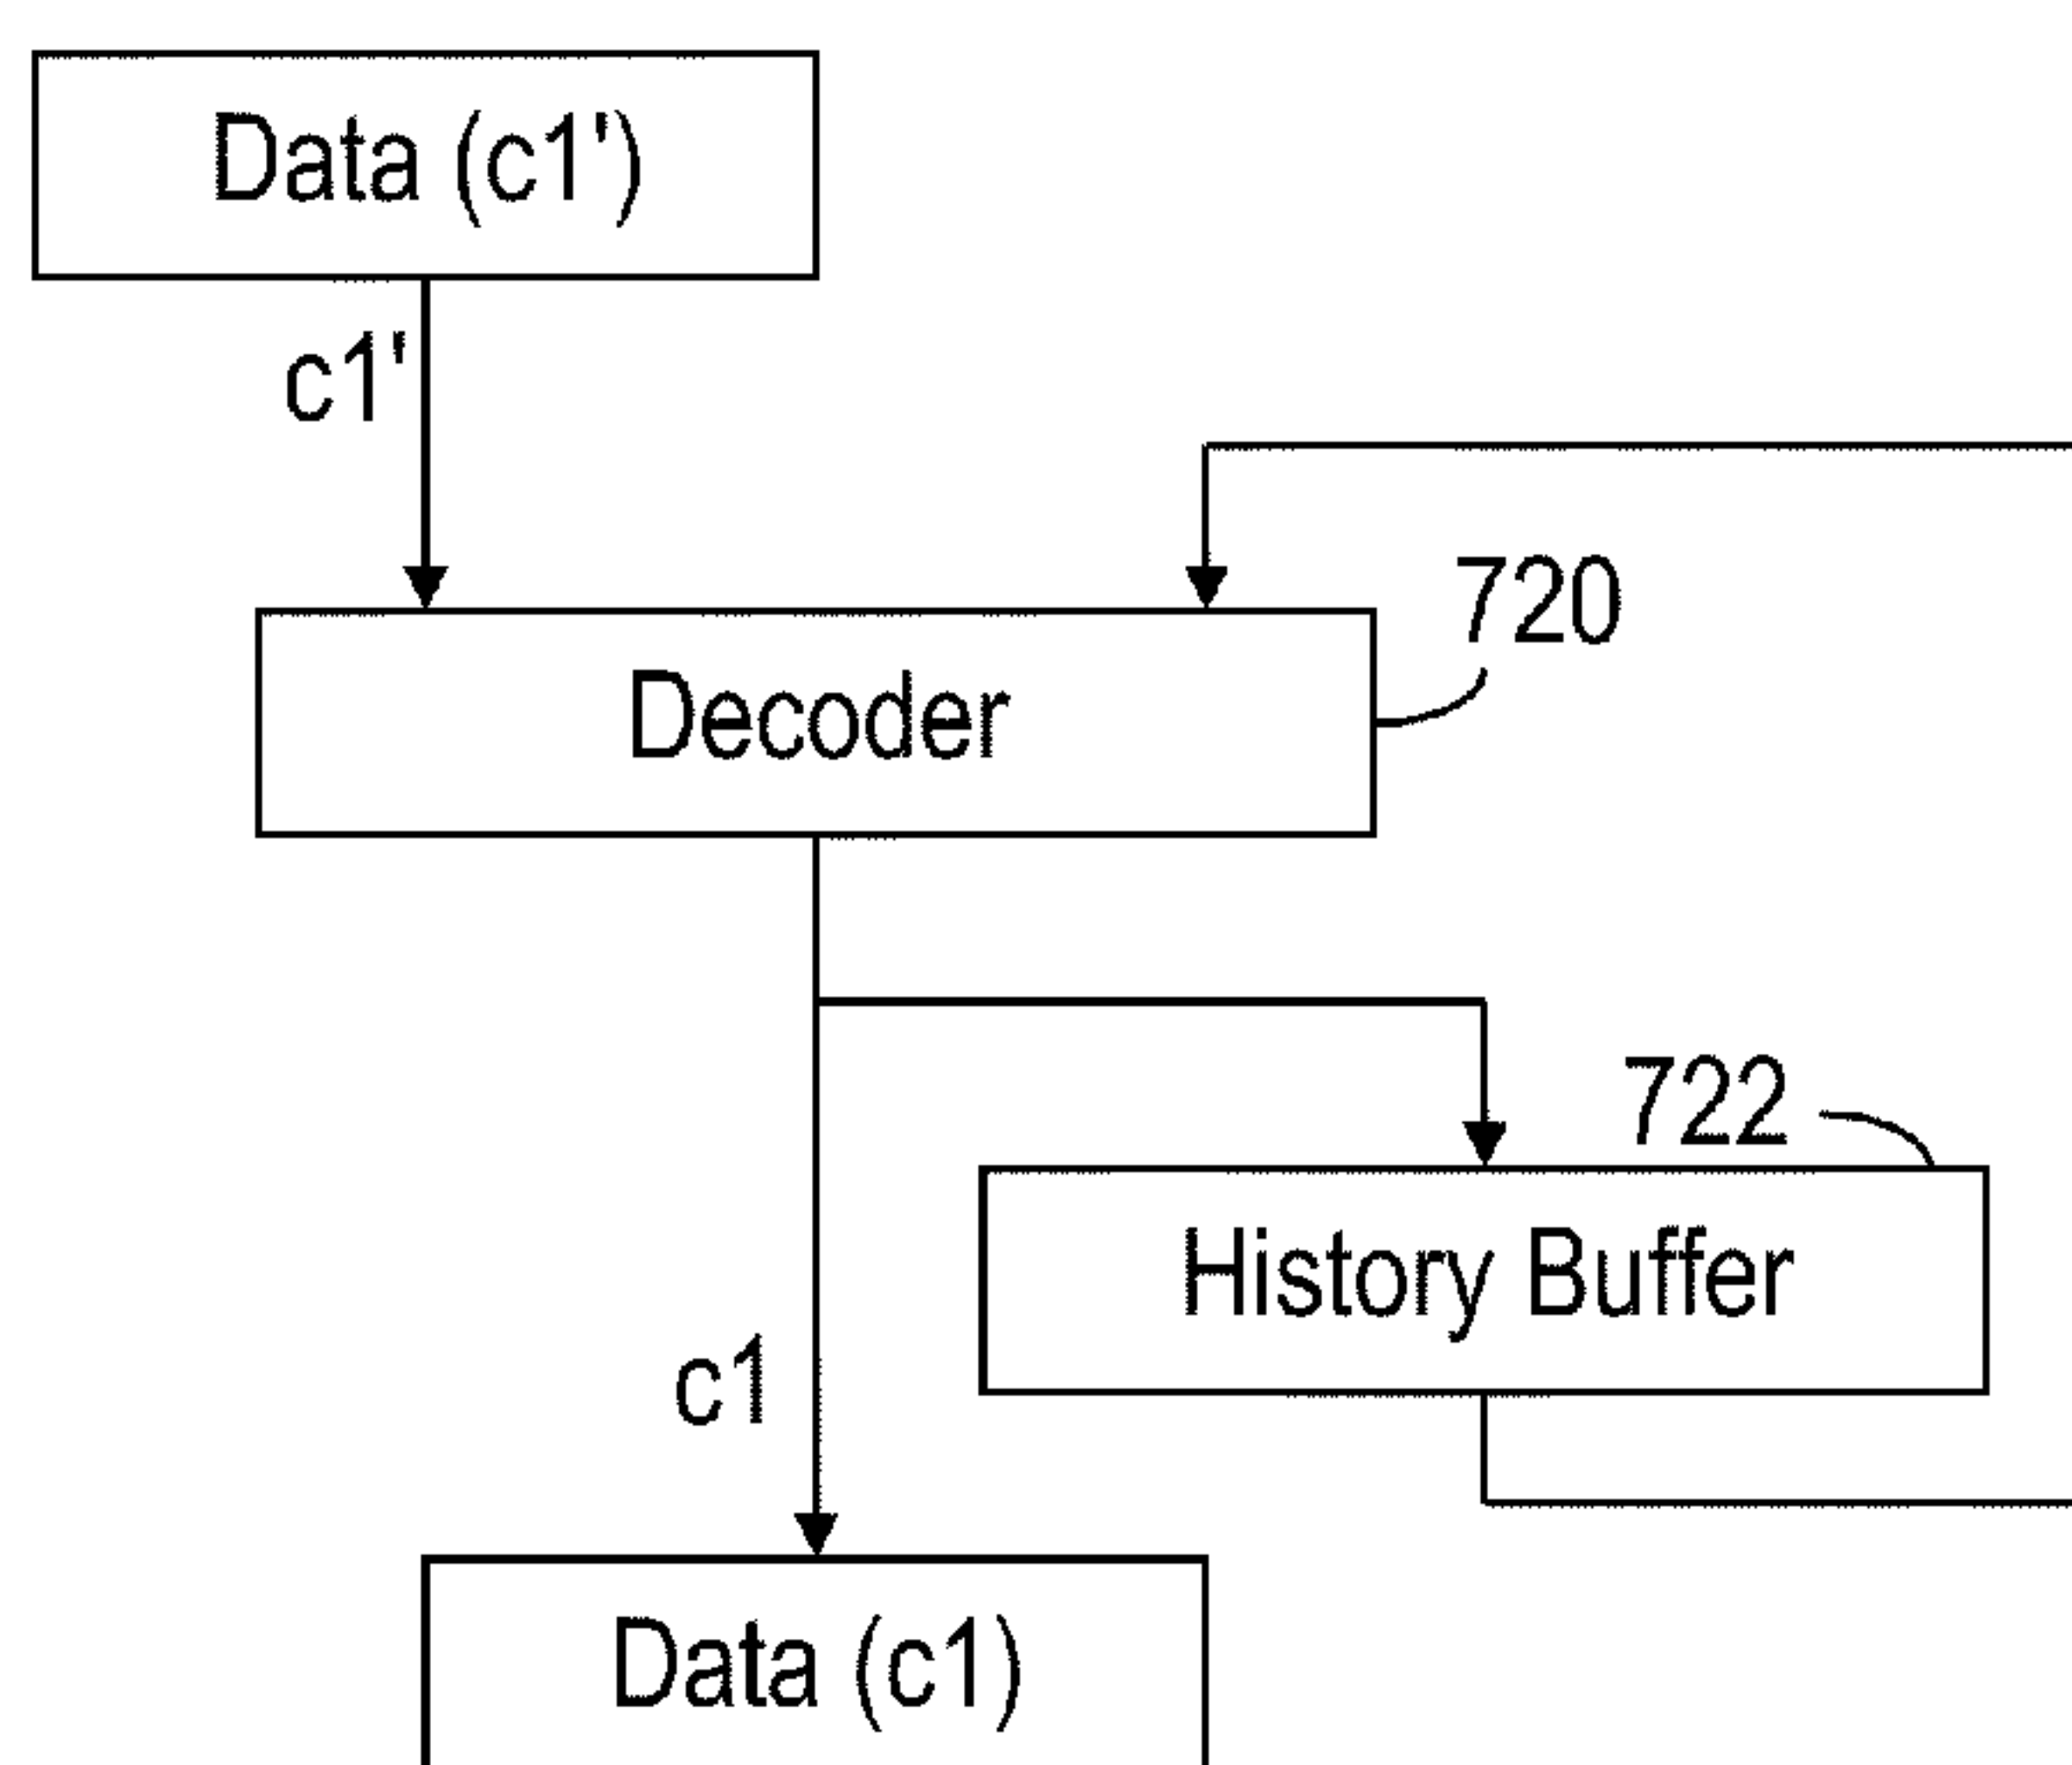 Data (c1')
c1'
720
Decoder
722
History Buffer
c1
Data (c1)